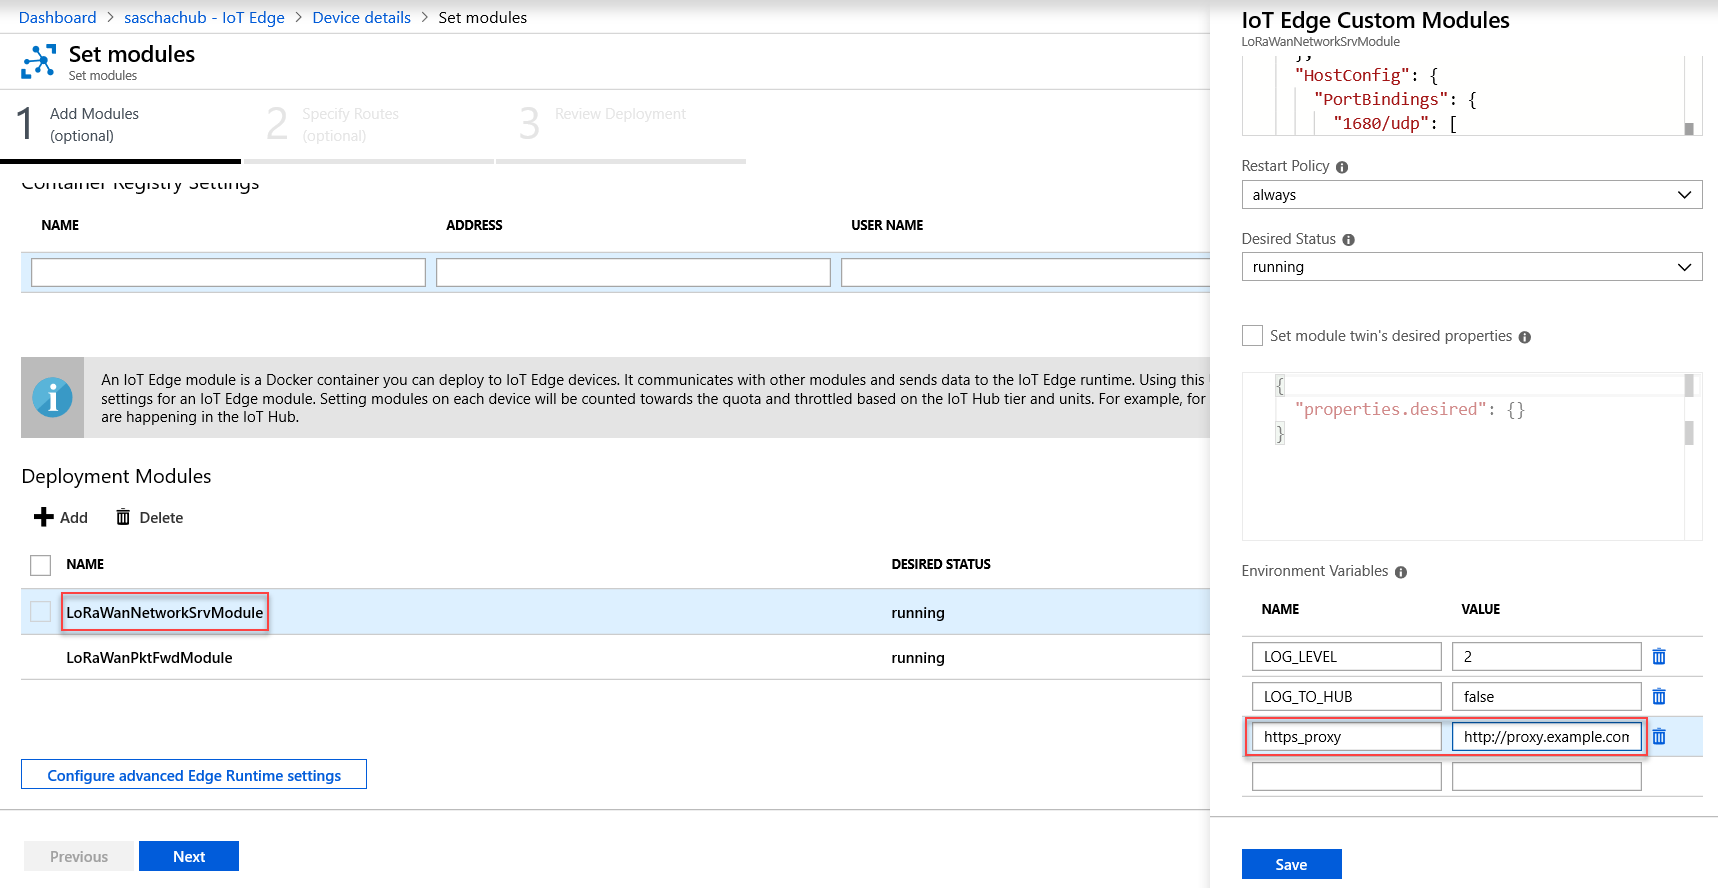 Dashboard > saschachub - IoT Edge > Device details > Set modules
Set modules
Set modules
1 Add Modules (optional)
2 Specify Routes (optional)
3 Review Deployment
Container Registry Settings
NAME ADDRESS USER NAME
An IoT Edge module is a Docker container you can deploy to IoT Edge devices. It communicates with other modules and sends data to the IoT Edge runtime. Using this
settings for an IoT Edge module. Setting modules on each device will be counted towards the quota and throttled based on the IoT Hub tier and units. For example, for
are happening in the IoT Hub.
Deployment Modules
Add Delete
NAME DESIRED STATUS
LoRaWanNetworkSrvModule running
LoRaWanPktFwdModule running
Configure advanced Edge Runtime settings
Previous Next
IoT Edge Custom Modules
LoRaWanNetworkSrvModule
},
"HostConfig": {
"PortBindings": {
"1680/udp": [
Restart Policy
always
Desired Status
running
Set module twin's desired properties
{
"properties.desired": {}
}
Environment Variables
NAME VALUE
LOG_LEVEL 2
LOG_TO_HUB false
https_proxy http://proxy.example.com
Save